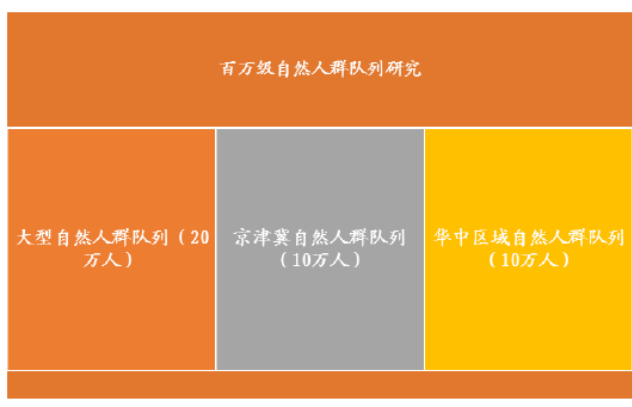 百万级自然人群队列研究
大型自然人群队列（20
万人）
京津冀自然人群队列
（10万人）
华中区域自然人群队列
（10万人）